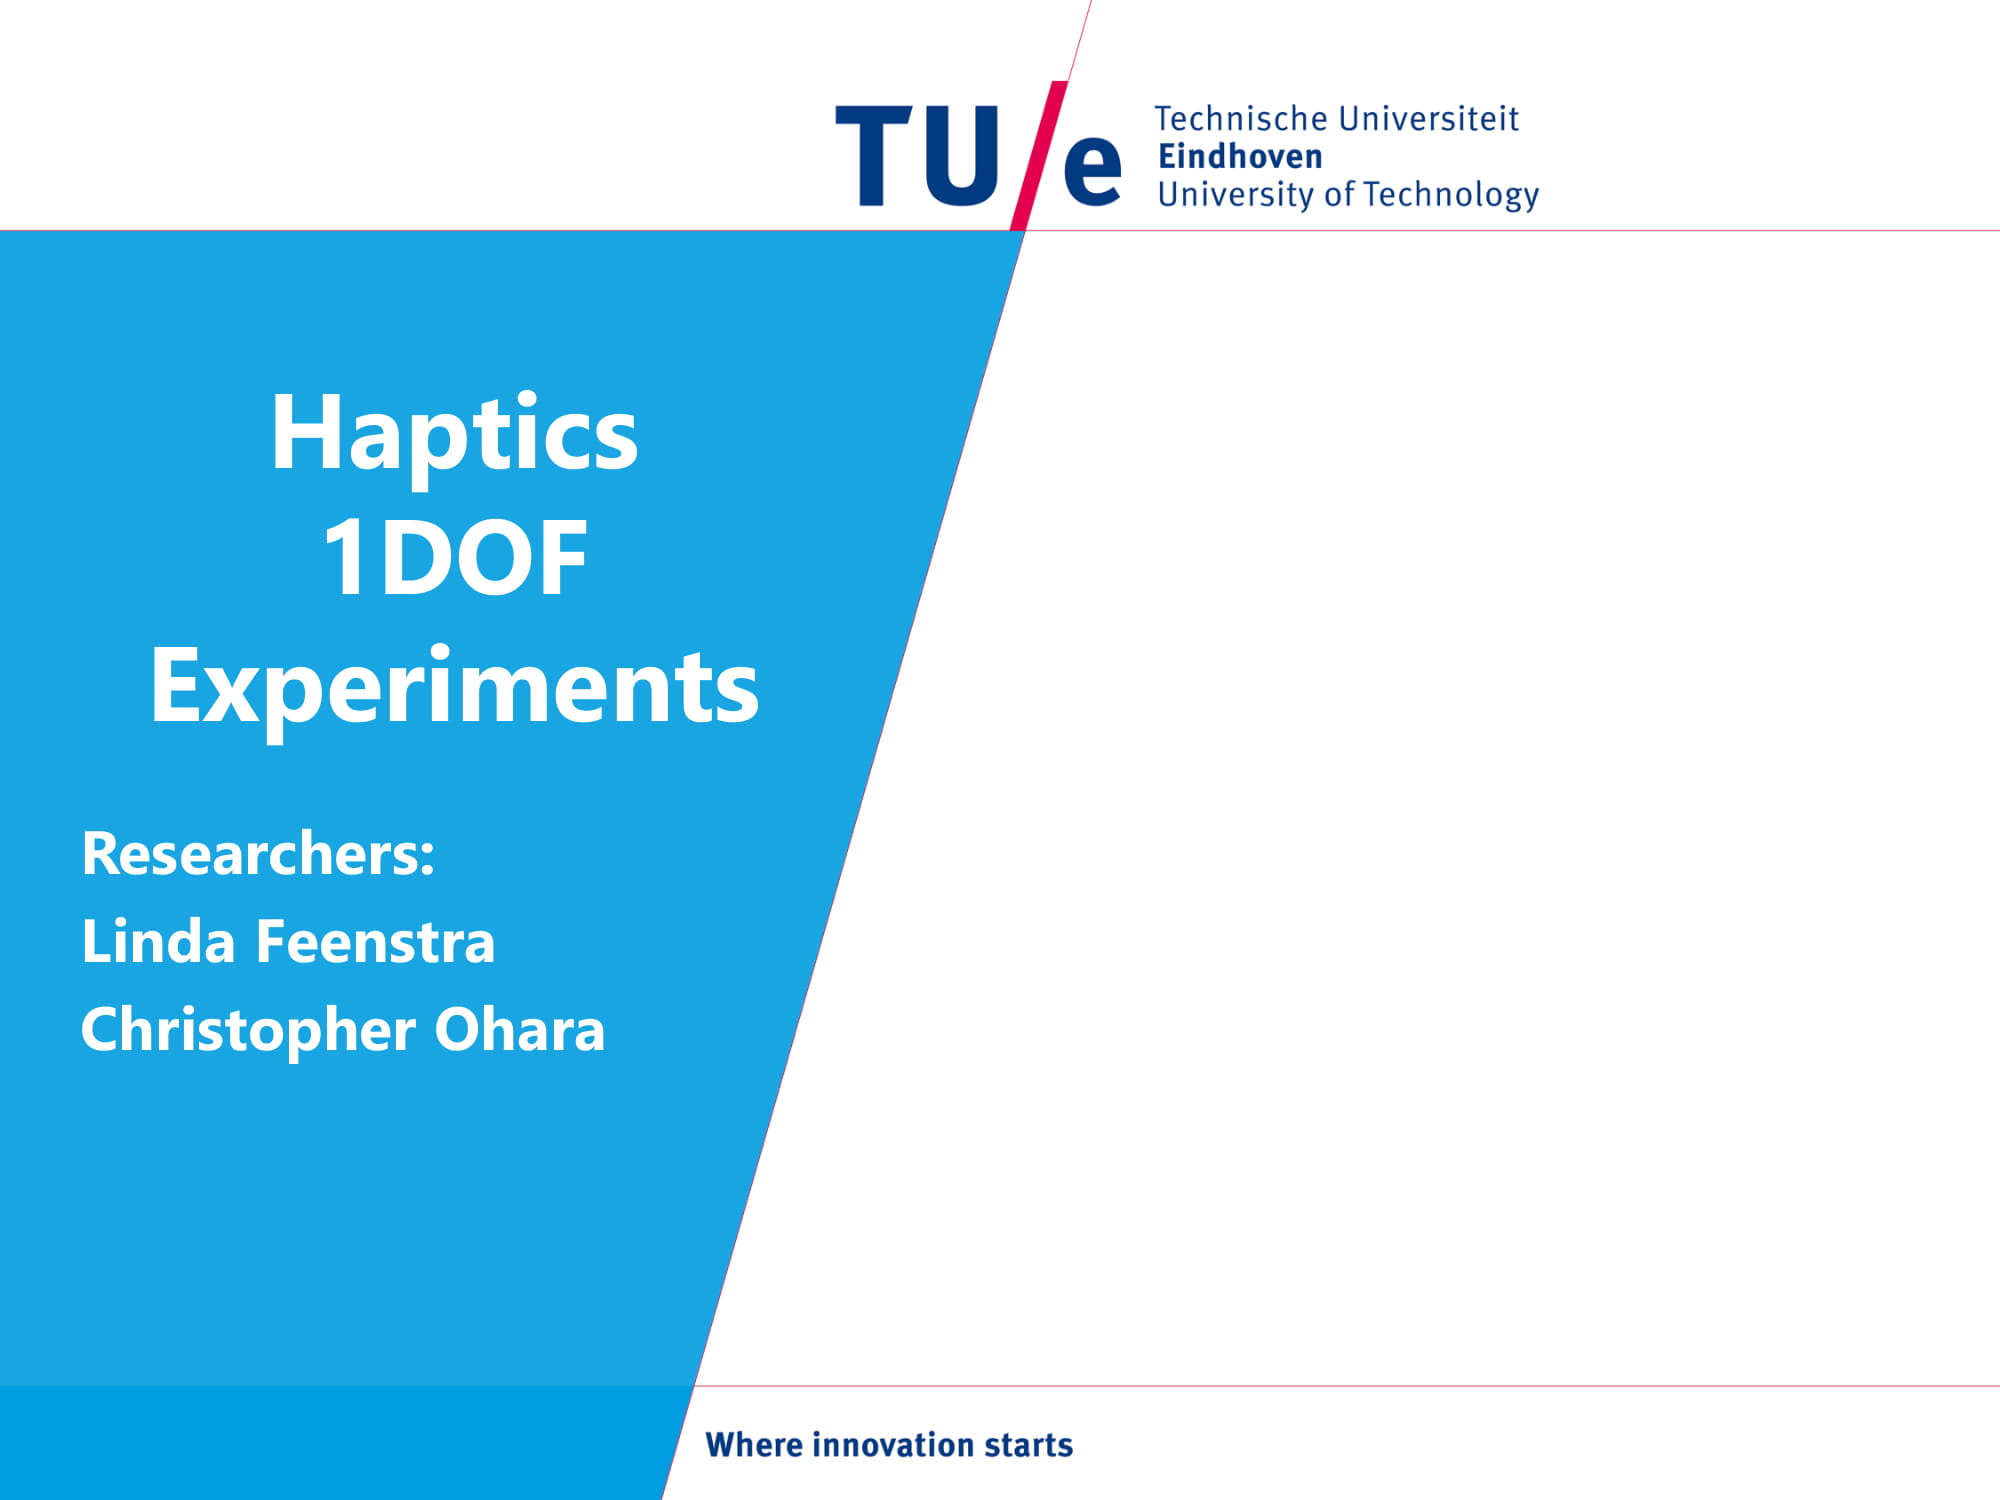 TU/e
Technische Universiteit
Eindhoven
University of Technology
Haptics
1DOF
Experiments
Researchers:
Linda Feenstra
Christopher Ohara
Where innovation starts